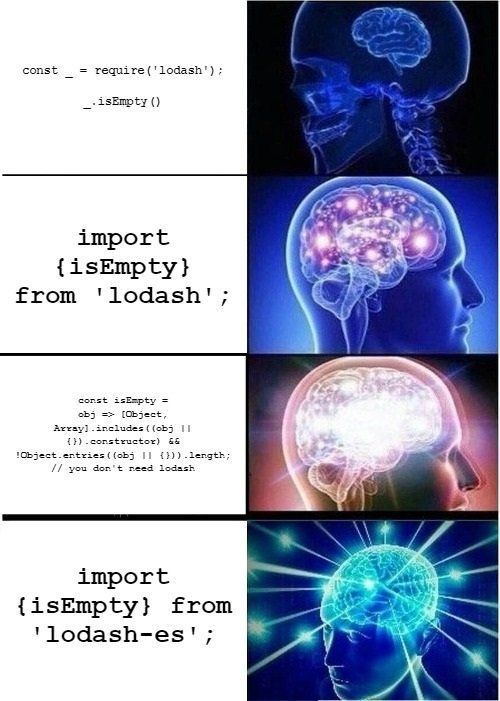 const _ = require('lodash');
_.isEmpty()
import
{isEmpty}
from 'lodash';
const isEmpty =
obj => [Object,
Array].includes((obj ||
{}).constructor) &&
!Object.entries((obj || {})).length;
// you don't need lodash
import
{isEmpty} from
'lodash-es';